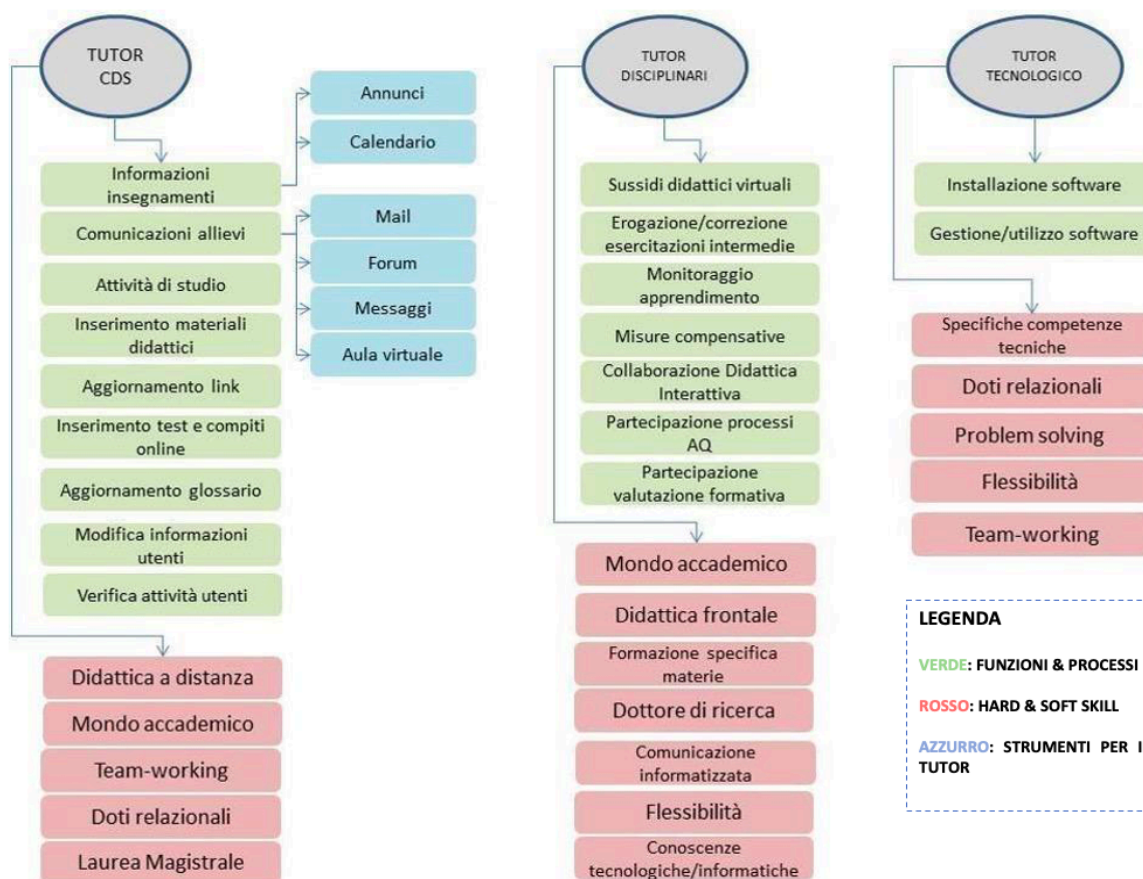 TUTOR
CDS
Annunci
Calendario
Informazioni
insegnamenti
Comunicazioni allievi
Mail
Forum
Messaggi
Aula virtuale
Attività di studio
Inserimento materiali
didattici
Aggiornamento link
Inserimento test e compiti
online
Aggiornamento glossario
Modifica informazioni
utenti
Verifica attività utenti
Didattica a distanza
Mondo accademico
Team-working
Doti relazionali
Laurea Magistrale
TUTOR
DISCIPLINARI
Sussidi didattici virtuali
Erogazione/correzione
esercitazioni intermedie
Monitoraggio
apprendimento
Misure compensative
Collaborazione Didattica
Interattiva
Partecipazione processi
AQ
Partecipazione
valutazione formativa
Mondo accademico
Didattica frontale
Formazione specifica
materie
Dottore di ricerca
Comunicazione
informatizzata
Flessibilità
Conoscenze
tecnologiche/informatiche
TUTOR
TECNOLOGICO
Installazione software
Gestione/utilizzo software
Specifiche competenze
tecniche
Doti relazionali
Problem solving
Flessibilità
Team-working
LEGENDA
VERDE: FUNZIONI & PROCESSI
ROSSO: HARD & SOFT SKILL
AZZURRO: STRUMENTI PER I
TUTOR